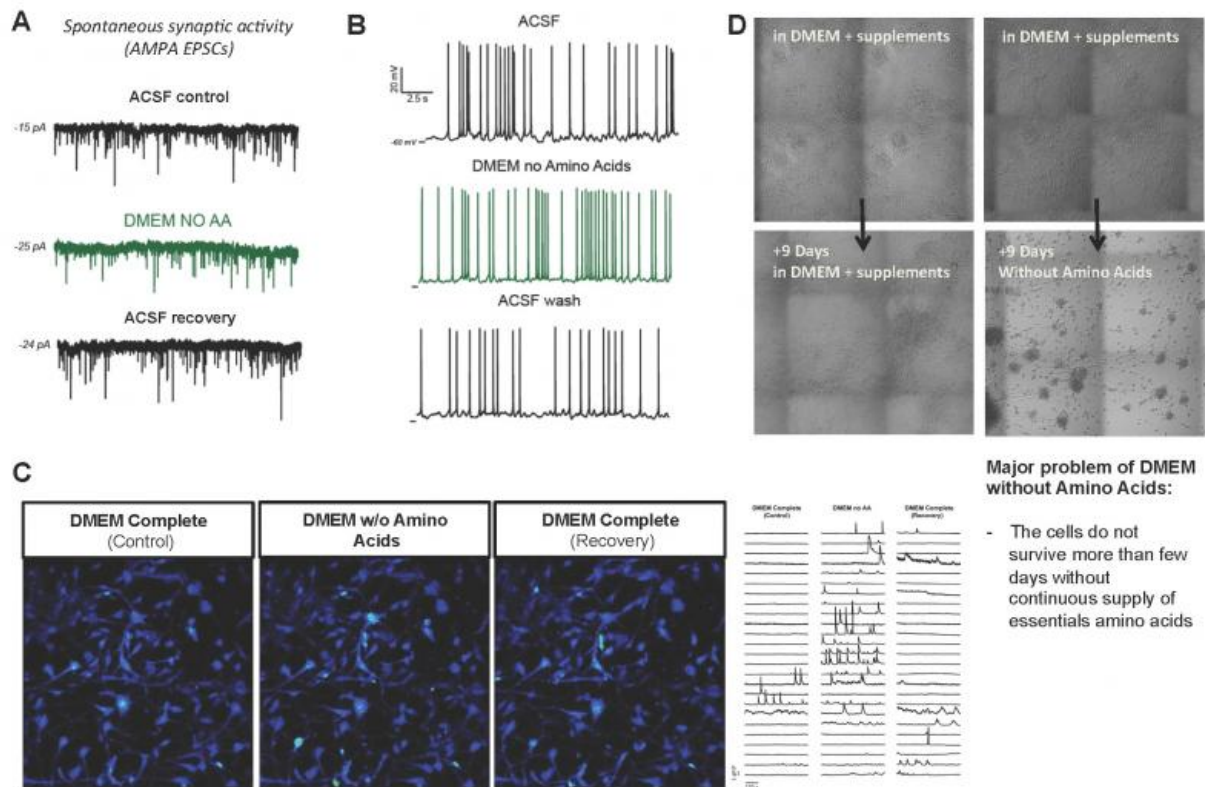 A
Spontaneous synaptic activity
(AMPA EPSCs)
ACSF control
-15 pA
DMEM NO AA
-25 pA
ACSF recovery
-24 pA
B
ACSF
20 mV
2.5 s
-60 mV
DMEM no Amino Acids
ACSF wash
D
in DMEM + supplements
in DMEM + supplements
+9 Days
in DMEM + supplements
+9 Days
Without Amino Acids
C
DMEM Complete
(Control)
DMEM w/o Amino
Acids
DMEM Complete
(Recovery)
DMEM Complete
(Control)
DMEM no AA
DMEM Complete
(Recovery)
Major problem of DMEM
without Amino Acids:
- The cells do not
survive more than few
days without
continuous supply of
essentials amino acids